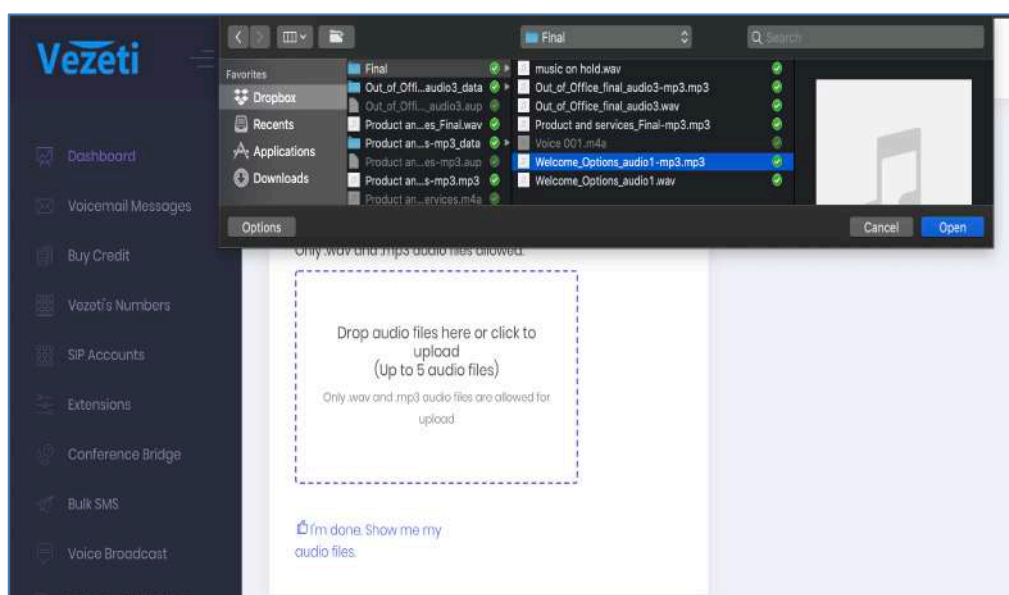 Vezeti
Final
Search
Favorites
Dropbox
Recents
Applications
Downloads
Final
Out_of_Offi...audio3_data
Out_of_Offi..._audio3.aup
Product an...es_Final.wav
Product an...s-mp3_data
Product an...es-mp3.aup
Product an...s-mp3.mp3
Product an...ervices.m4a
music on hold.wav
Out_of_Office_final_audio3-mp3.mp3
Out_of_Office_final_audio3.wav
Product and services_Final-mp3.mp3
Voice 001.m4a
Welcome_Options_audio1-mp3.mp3
Welcome_Options_audio1.wav
Options
Cancel
Open
Dashboard
Voicemail Messages
Buy Credit
Vezeti's Numbers
SIP Accounts
Extensions
Conference Bridge
Bulk SMS
Voice Broadcast
Only .wav and .mp3 audio files allowed.
Drop audio files here or click to
upload
(Up to 5 audio files)
Only .wav and .mp3 audio files are allowed for
upload
I'm done. Show me my
audio files.